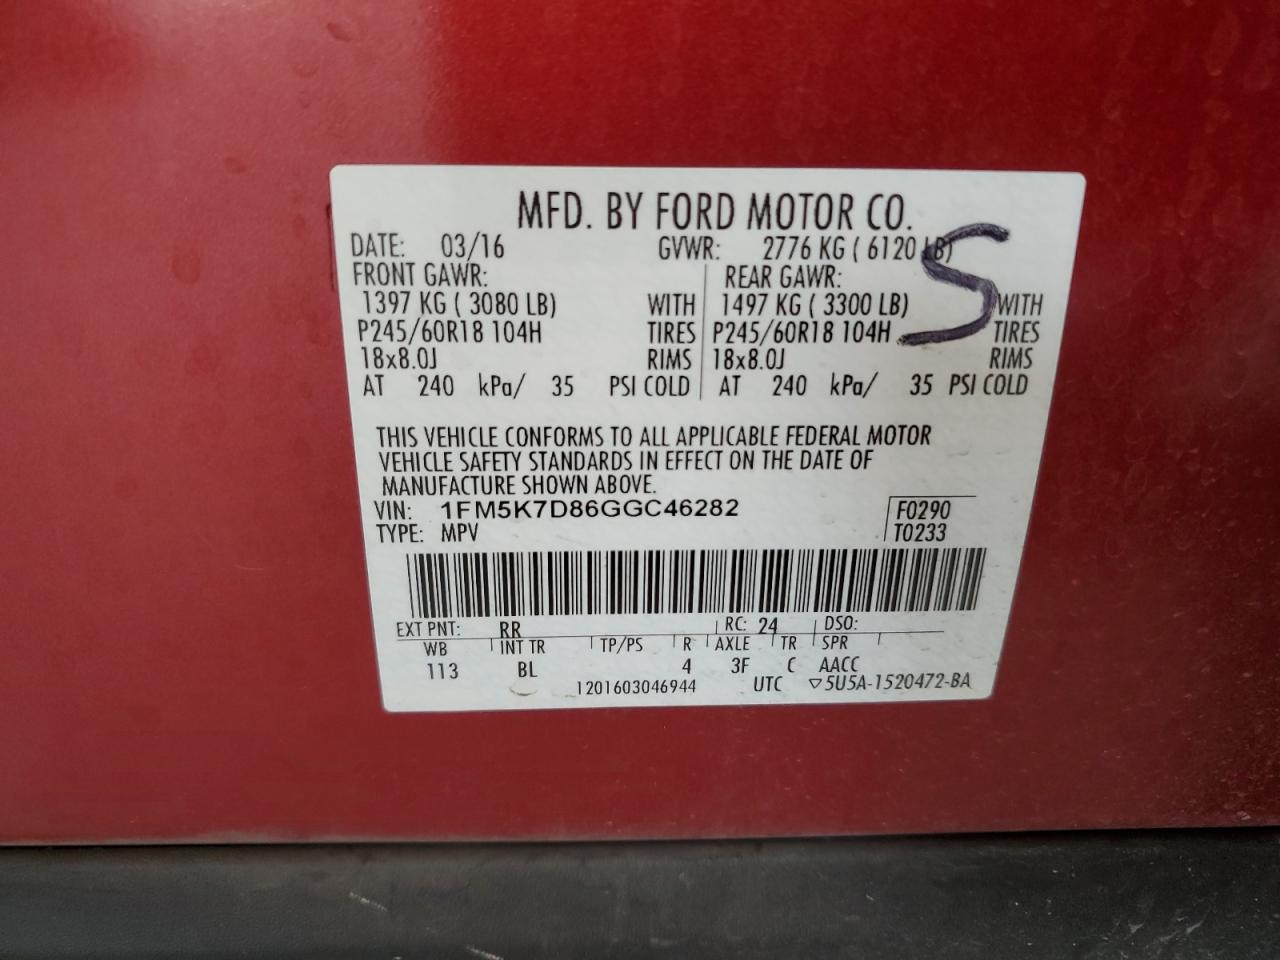 MFD. BY FORD MOTOR CO.
DATE: 03/16 GVWR: 2776 KG ( 6120 LB)
FRONT GAWR: REAR GAWR:
1397 KG ( 3080 LB) WITH 1497 KG ( 3300 LB) WITH
P245/60R18 104H TIRES P245/60R18 104H TIRES
18x8.0J RIMS 18x8.0J RIMS
AT 240 kPa/ 35 PSI COLD AT 240 kPa/ 35 PSI COLD
S
THIS VEHICLE CONFORMS TO ALL APPLICABLE FEDERAL MOTOR
VEHICLE SAFETY STANDARDS IN EFFECT ON THE DATE OF
MANUFACTURE SHOWN ABOVE.
VIN: 1FM5K7D86GGC46282 F0290
TYPE: MPV T0233
EXT PNT: RR RC: 24 DSO:
WB INT TR TP/PS R AXLE TR SPR
113 BL 4 3F C AACC
1201603046944 UTC ▽5U5A-1520472-BA